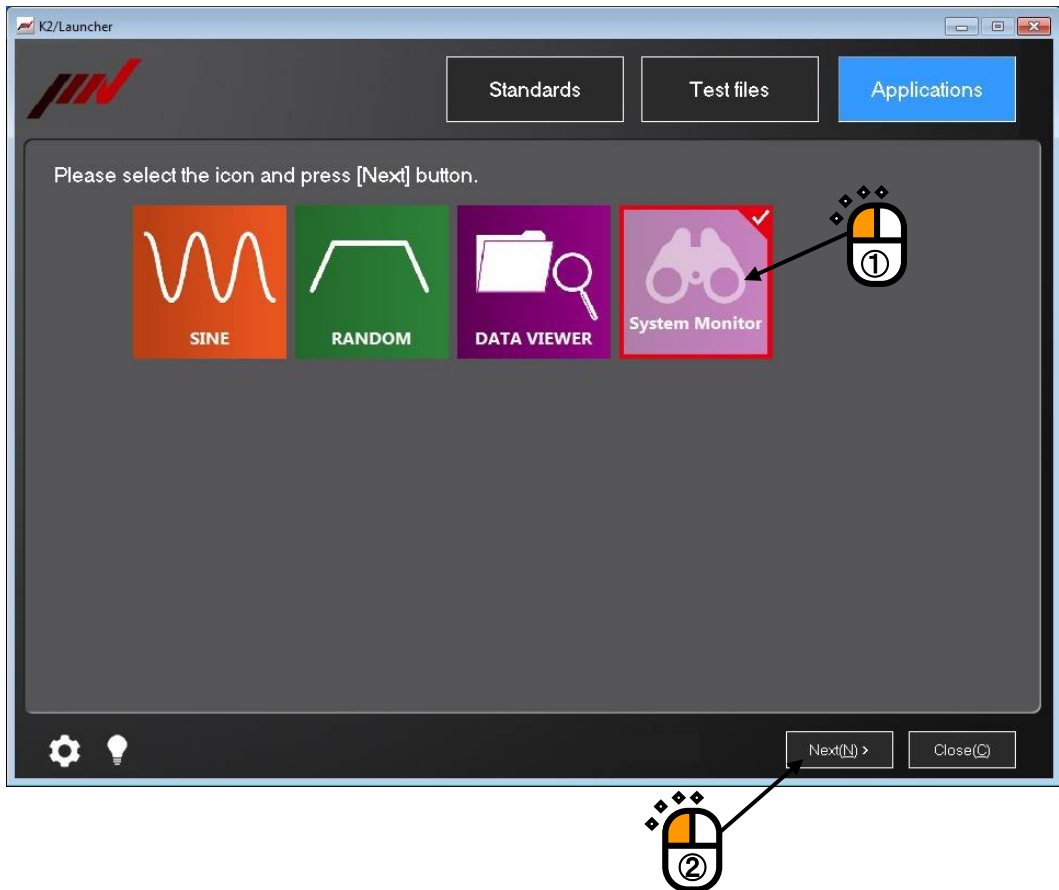 K2/Launcher
Standards
Test files
Applications
Please select the icon and press [Next] button.
SINE
RANDOM
DATA VIEWER
System Monitor
①
Next(N) >
Close(C)
②